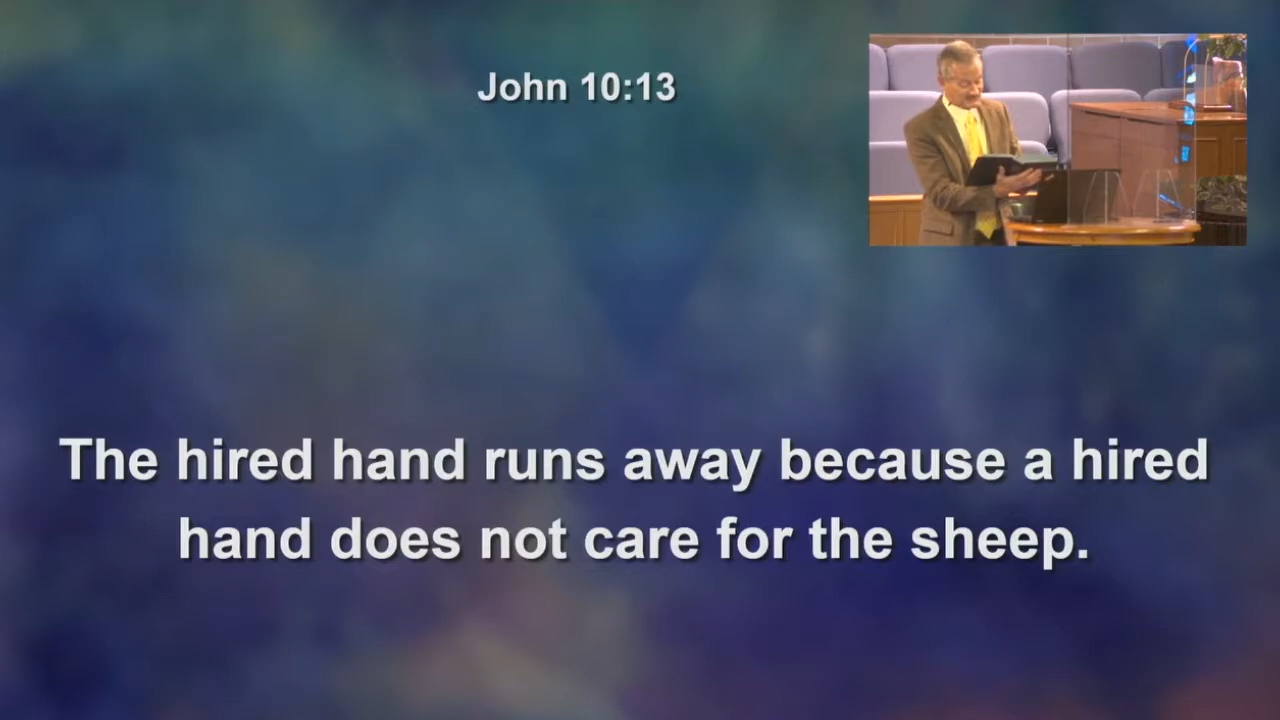 John 10:13
The hired hand runs away because a hired
hand does not care for the sheep.